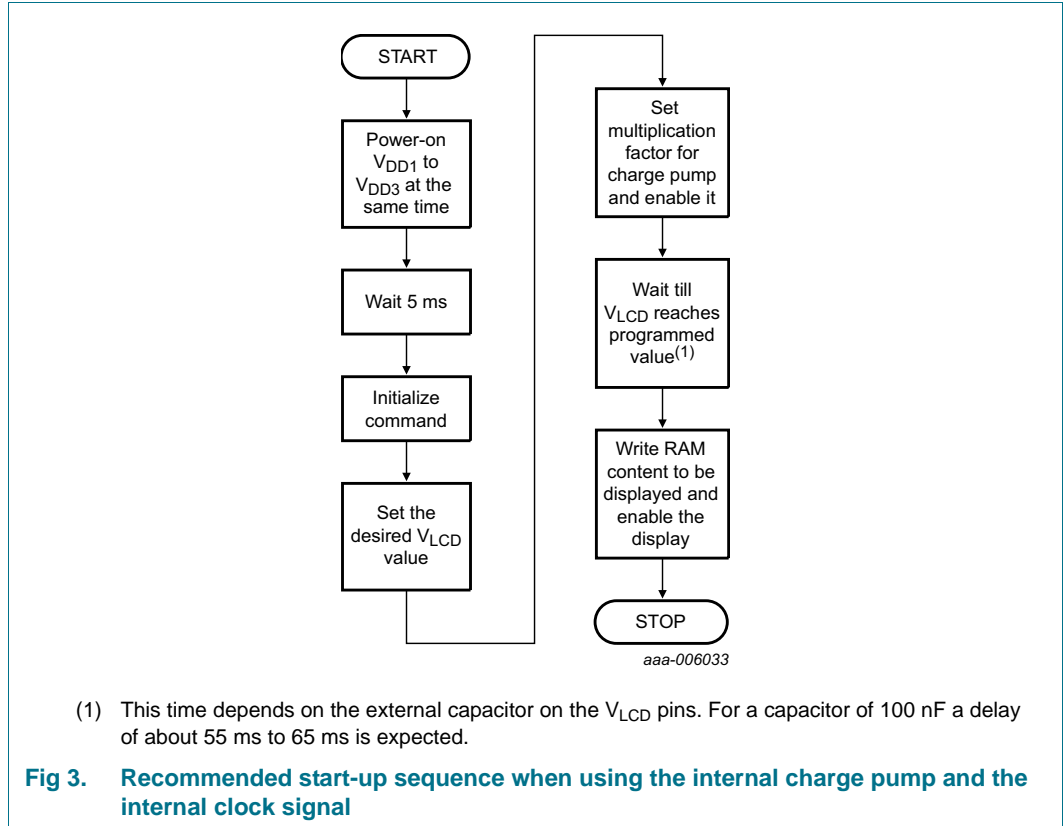 START
Power-on
VDD1 to
VDD3 at the
same time
Wait 5 ms
Initialize
command
Set the
desired VLCD
value
Set
multiplication
factor for
charge pump
and enable it
Wait till
VLCD reaches
programmed
value(1)
Write RAM
content to be
displayed and
enable the
display
STOP
aaa-006033
(1) This time depends on the external capacitor on the VLCD pins. For a capacitor of 100 nF a delay
of about 55 ms to 65 ms is expected.
Fig 3. Recommended start-up sequence when using the internal charge pump and the
internal clock signal